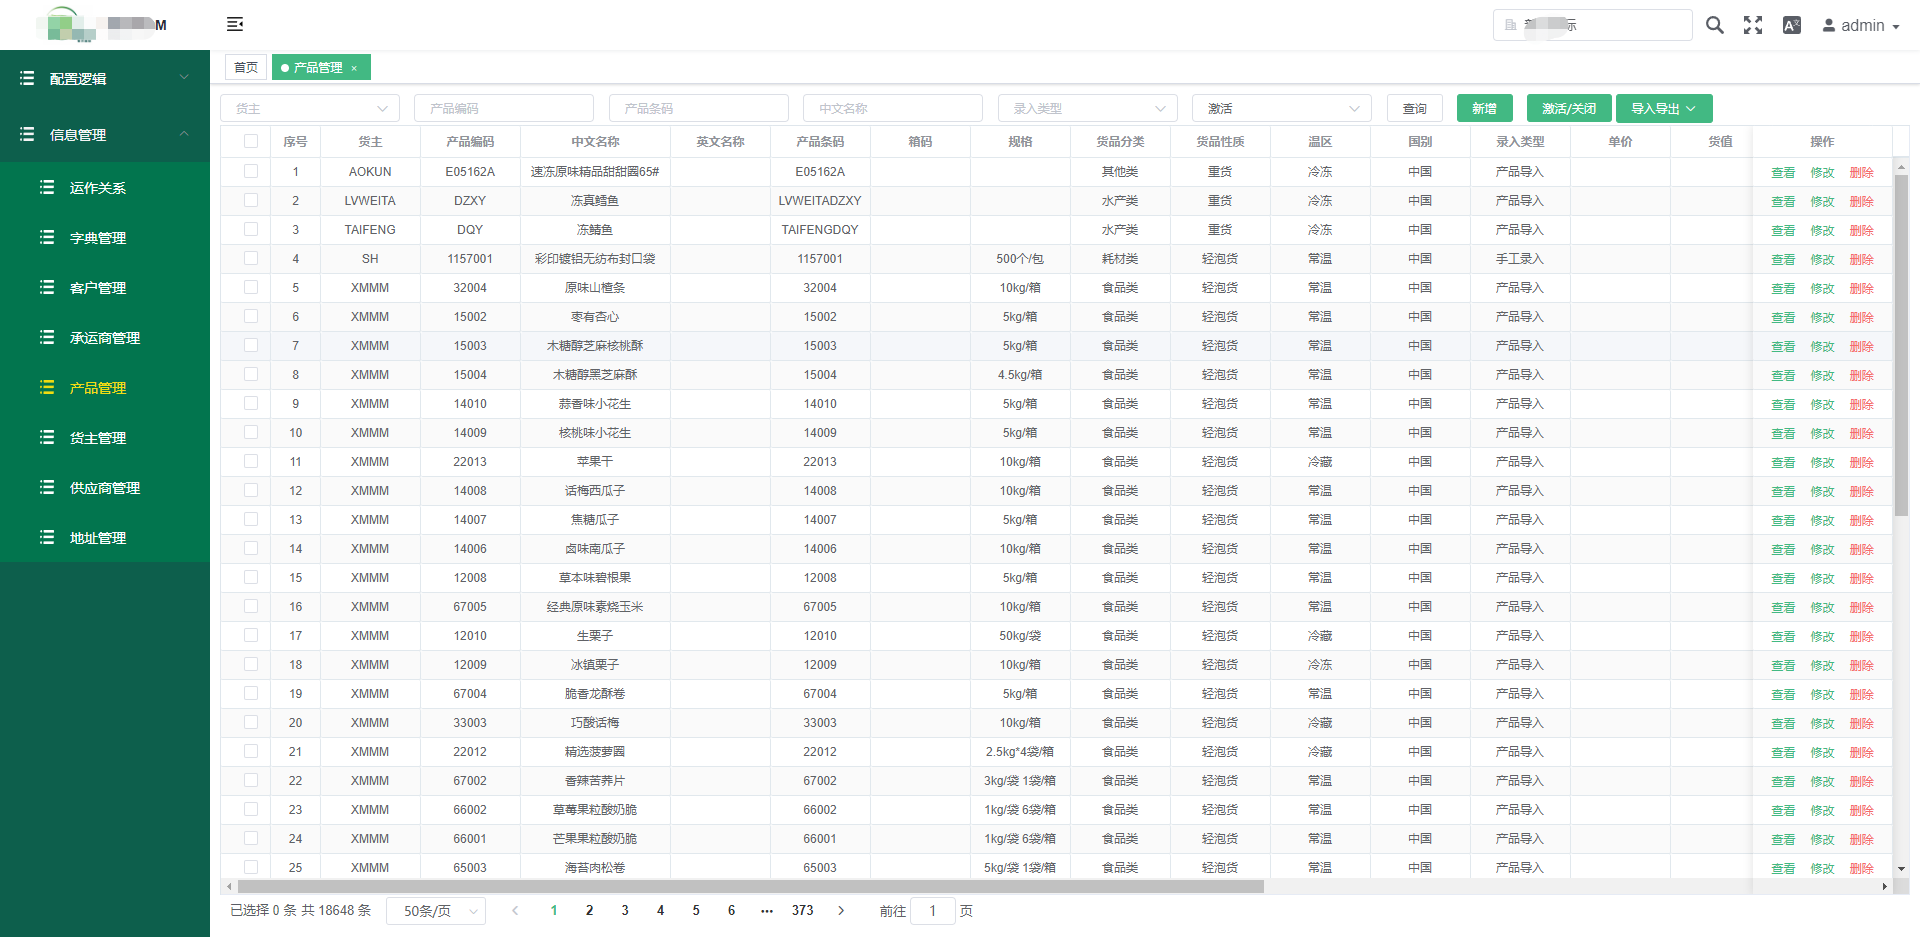 M
标
admin
配置逻辑
信息管理
运作关系
字典管理
客户管理
承运商管理
产品管理
货主管理
供应商管理
地址管理
首页 产品管理 ×
货主 产品编码 产品条码 中文名称 录入类型 激活 查询 新增 激活/关闭 导入导出
序号 货主 产品编码 中文名称 英文名称 产品条码 箱码 规格 货品分类 货品性质 温区 国别 录入类型 单价 货值 操作
1 AOKUN E05162A 速冻原味精品甜甜圈65# E05162A 其他类 重货 冷冻 中国 产品导入 查看 修改 删除
2 LVWEITA DZXY 冻真鳕鱼 LVWEITADZXY 水产类 重货 冷冻 中国 产品导入 查看 修改 删除
3 TAIFENG DQY 冻鲭鱼 TAIFENGDQY 水产类 重货 冷冻 中国 产品导入 查看 修改 删除
4 SH 1157001 彩印镀铝无纺布封口袋 1157001 500个/包 耗材类 轻泡货 常温 中国 手工录入 查看 修改 删除
5 XMMM 32004 原味山楂条 32004 10kg/箱 食品类 轻泡货 常温 中国 产品导入 查看 修改 删除
6 XMMM 15002 枣有杏心 15002 5kg/箱 食品类 轻泡货 常温 中国 产品导入 查看 修改 删除
7 XMMM 15003 木糖醇芝麻核桃酥 15003 5kg/箱 食品类 轻泡货 常温 中国 产品导入 查看 修改 删除
8 XMMM 15004 木糖醇黑芝麻酥 15004 4.5kg/箱 食品类 轻泡货 常温 中国 产品导入 查看 修改 删除
9 XMMM 14010 蒜香味小花生 14010 5kg/箱 食品类 轻泡货 常温 中国 产品导入 查看 修改 删除
10 XMMM 14009 核桃味小花生 14009 5kg/箱 食品类 轻泡货 常温 中国 产品导入 查看 修改 删除
11 XMMM 22013 苹果干 22013 10kg/箱 食品类 轻泡货 冷藏 中国 产品导入 查看 修改 删除
12 XMMM 14008 话梅西瓜子 14008 10kg/箱 食品类 轻泡货 常温 中国 产品导入 查看 修改 删除
13 XMMM 14007 焦糖瓜子 14007 5kg/箱 食品类 轻泡货 常温 中国 产品导入 查看 修改 删除
14 XMMM 14006 卤味南瓜子 14006 10kg/箱 食品类 轻泡货 常温 中国 产品导入 查看 修改 删除
15 XMMM 12008 草本味碧根果 12008 5kg/箱 食品类 轻泡货 常温 中国 产品导入 查看 修改 删除
16 XMMM 67005 经典原味素烧玉米 67005 10kg/箱 食品类 轻泡货 常温 中国 产品导入 查看 修改 删除
17 XMMM 12010 生栗子 12010 50kg/袋 食品类 轻泡货 冷藏 中国 产品导入 查看 修改 删除
18 XMMM 12009 冰镇栗子 12009 10kg/箱 食品类 轻泡货 冷冻 中国 产品导入 查看 修改 删除
19 XMMM 67004 脆香龙酥卷 67004 5kg/箱 食品类 轻泡货 常温 中国 产品导入 查看 修改 删除
20 XMMM 33003 巧酸话梅 33003 10kg/箱 食品类 轻泡货 冷藏 中国 产品导入 查看 修改 删除
21 XMMM 22012 精选菠萝圈 22012 2.5kg*4袋/箱 食品类 轻泡货 冷藏 中国 产品导入 查看 修改 删除
22 XMMM 67002 香辣苦荞片 67002 3kg/袋 1袋/箱 食品类 轻泡货 常温 中国 产品导入 查看 修改 删除
23 XMMM 66002 草莓果粒酸奶脆 66002 1kg/袋 6袋/箱 食品类 轻泡货 常温 中国 产品导入 查看 修改 删除
24 XMMM 66001 芒果果粒酸奶脆 66001 1kg/袋 6袋/箱 食品类 轻泡货 常温 中国 产品导入 查看 修改 删除
25 XMMM 65003 海苔肉松卷 65003 5kg/袋 1袋/箱 食品类 轻泡货 常温 中国 产品导入 查看 修改 删除
已选择 0 条 共 18648 条 50条/页 1 2 3 4 5 6 ··· 373 前往 1 页